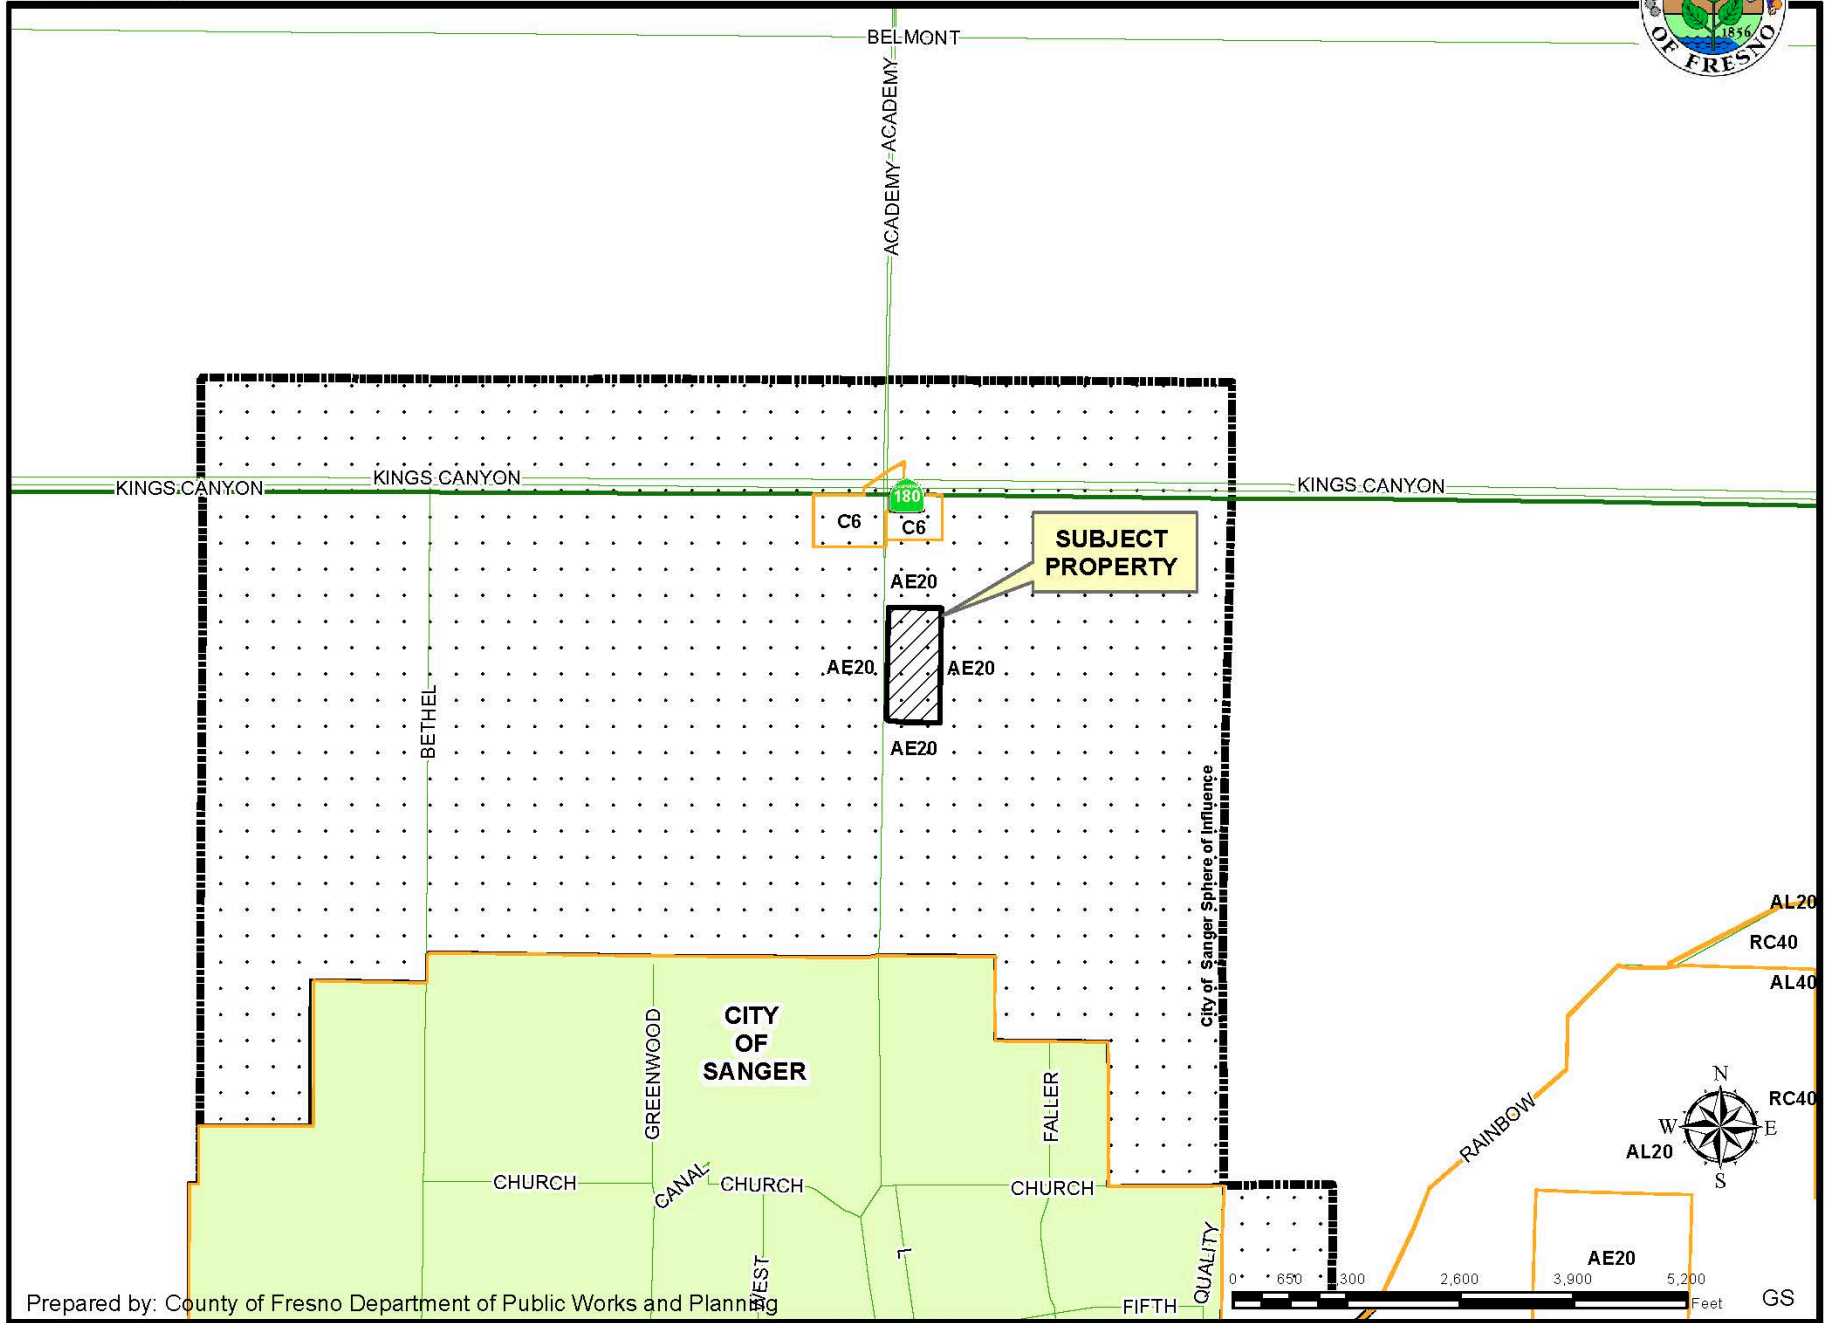 BELMONT
1856
OF FRESNO
ACADEMY
ACADEMY
KINGS CANYON
KINGS CANYON
KINGS CANYON
180
C6
C6
SUBJECT
PROPERTY
AE20
AE20
AE20
AE20
BETHEL
City of Sanger Sphere of Influence
AL20
RC40
AL40
RC40
AL20
RAINBOW
N
W
E
S
CITY
OF
SANGER
GREENWOOD
FALLER
CHURCH
CANAL
CHURCH
CHURCH
L
WEST
QUALITY
FIFTH
AE20
0 650 1,300 2,600 3,900 5,200
Feet
GS
Prepared by: County of Fresno Department of Public Works and Planning